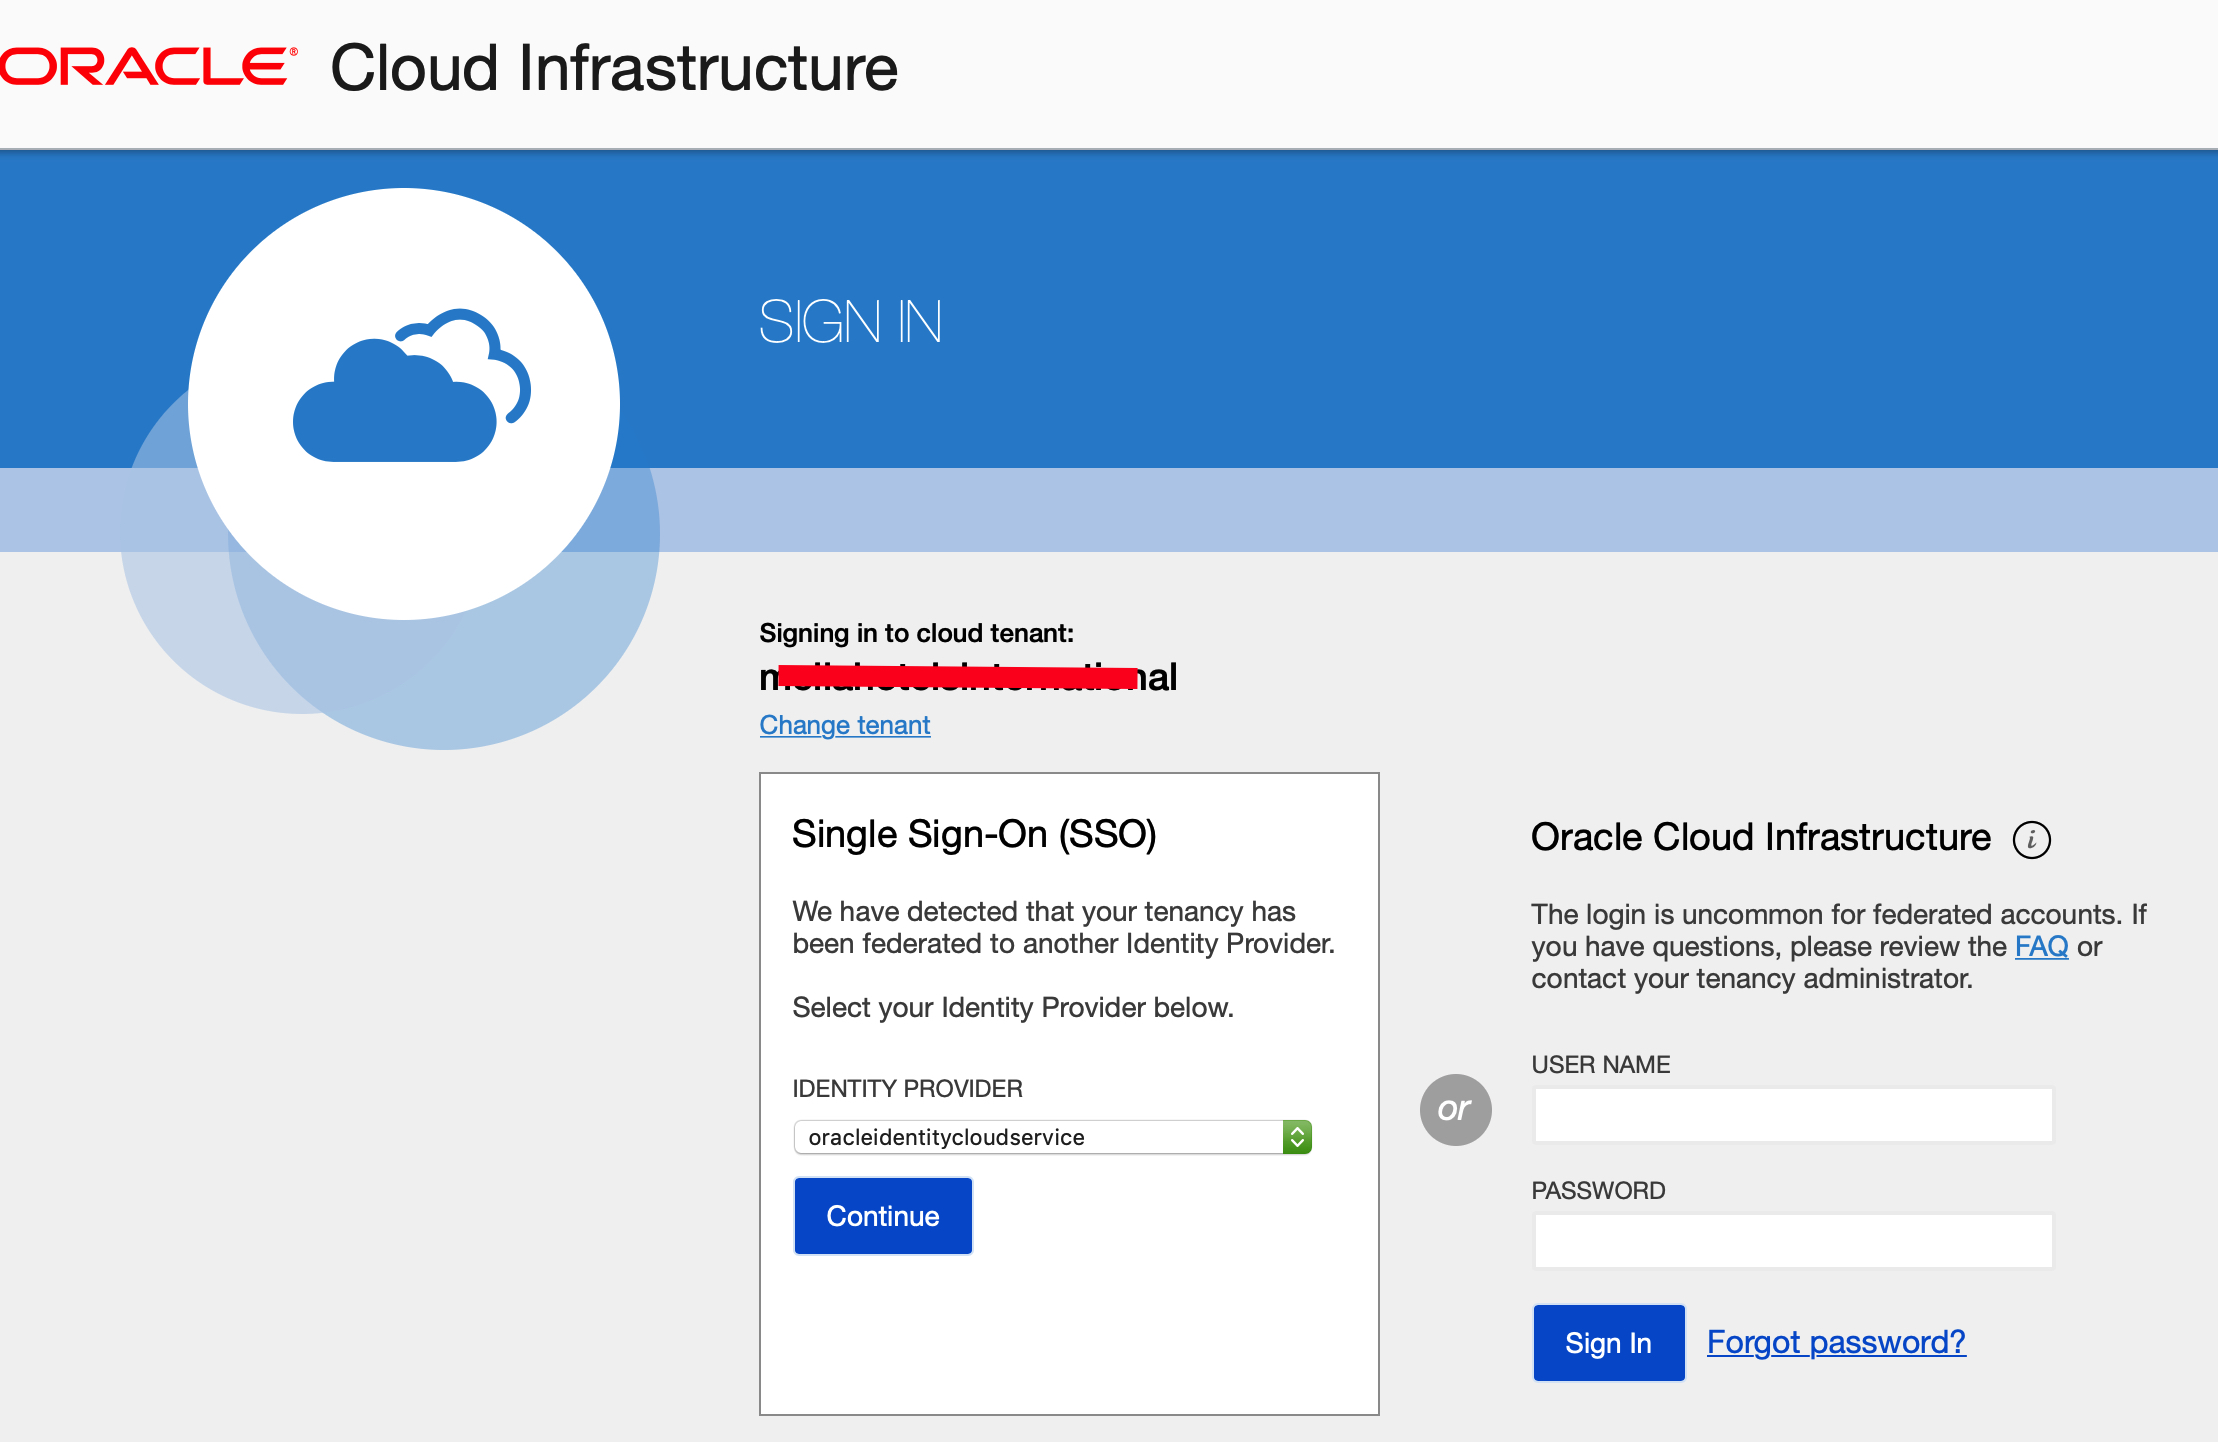 ORACLE® Cloud Infrastructure
SIGN IN
Signing in to cloud tenant:
Change tenant
Single Sign-On (SSO)
We have detected that your tenancy has
been federated to another Identity Provider.
Select your Identity Provider below.
IDENTITY PROVIDER
oracleidentitycloudservice
Continue
or
Oracle Cloud Infrastructure i
The login is uncommon for federated accounts. If
you have questions, please review the FAQ or
contact your tenancy administrator.
USER NAME
PASSWORD
Sign In
Forgot password?